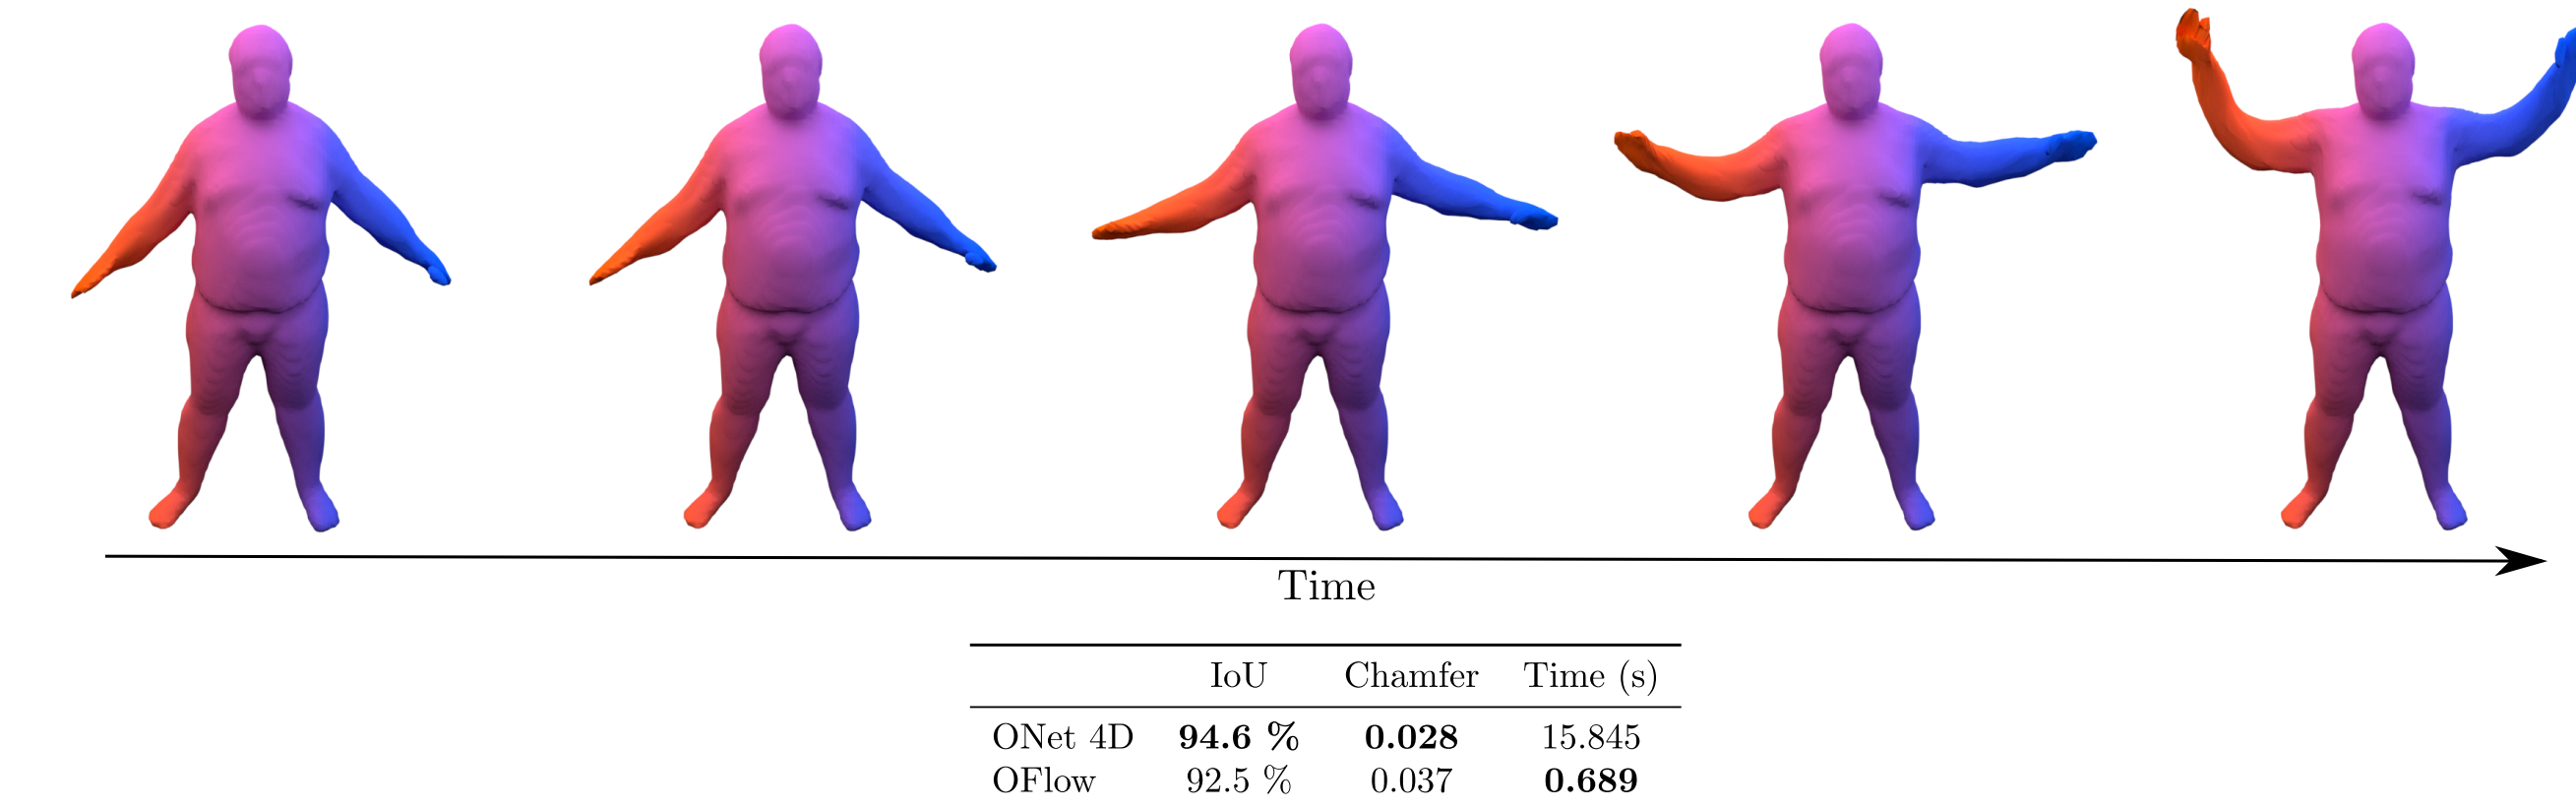 Time
IoU Chamfer Time (s)
ONet 4D 94.6 % 0.028 15.845
OFlow 92.5 % 0.037 0.689